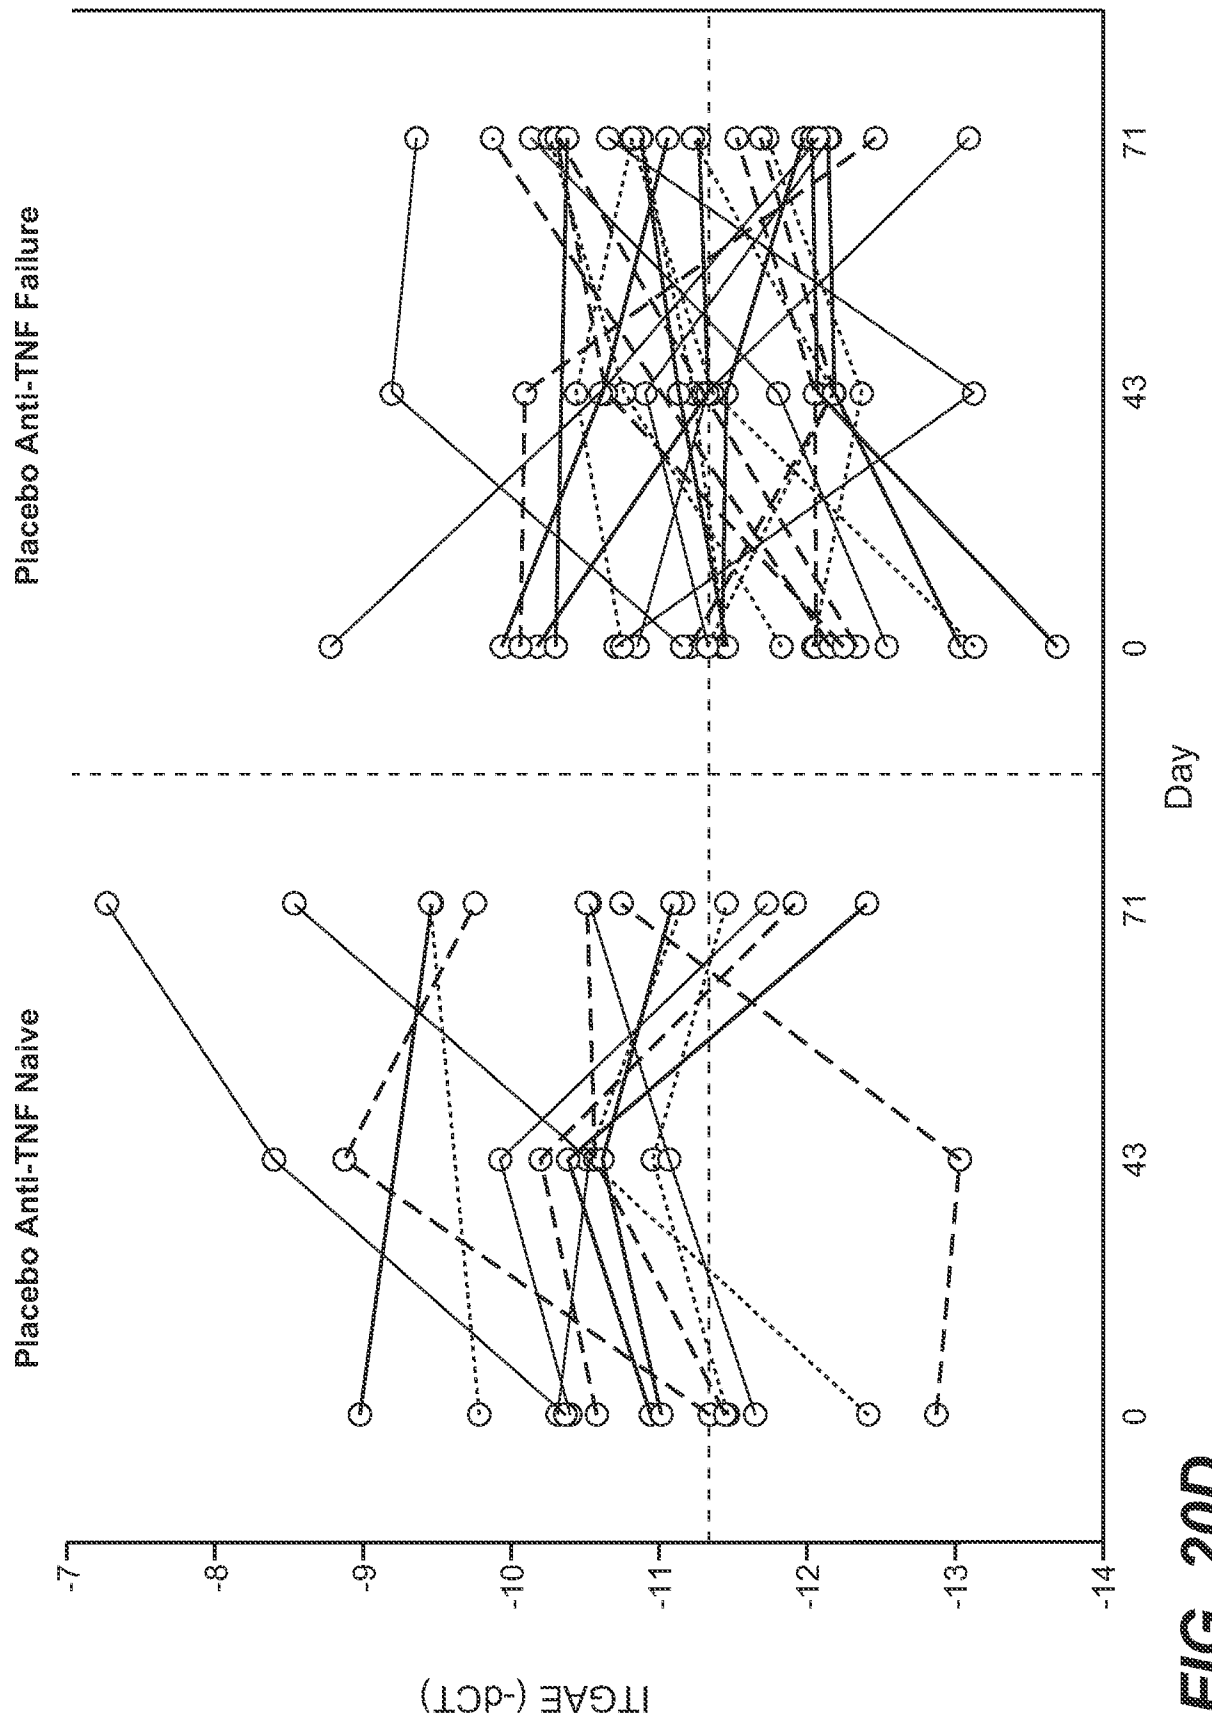 Placebo Anti-TNF Naive
Placebo Anti-TNF Failure
ITGAE (-dCT)
-7
-8
-9
-10
-11
-12
-13
-14
0
43
71
0
43
71
Day
FIG. 20D